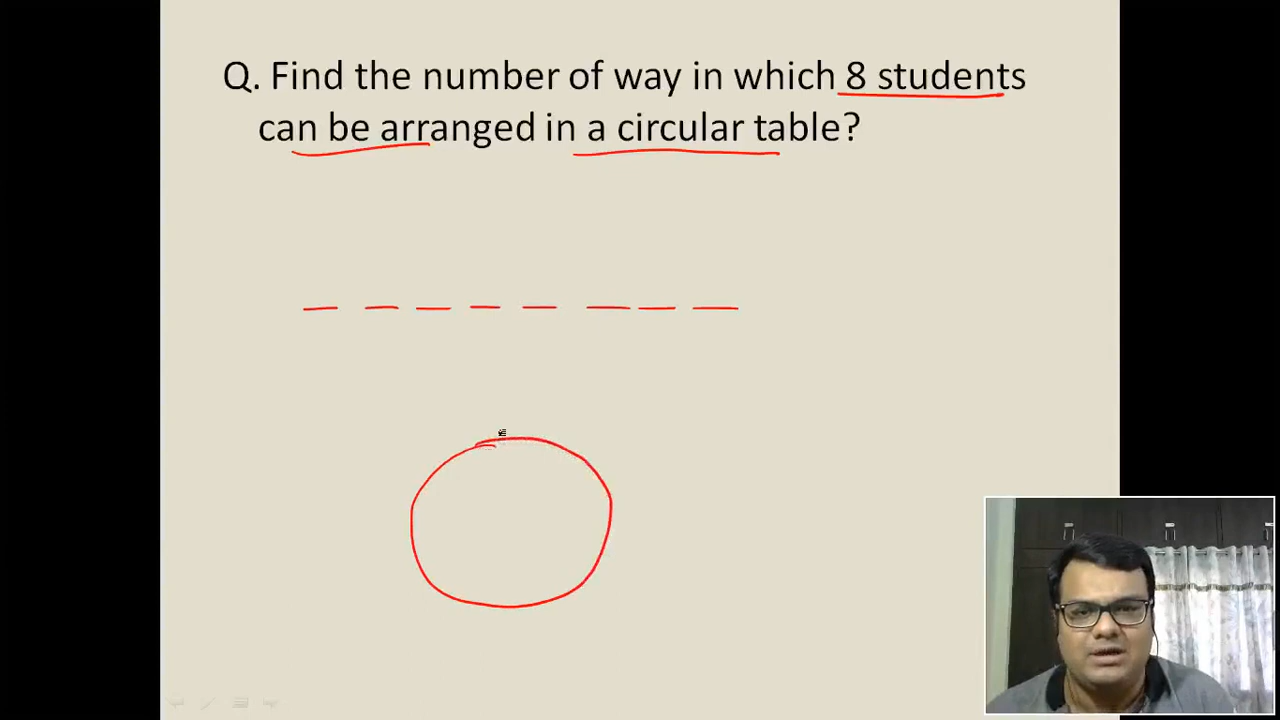 Q. Find the number of way in which 8 students
can be arranged in a circular table?